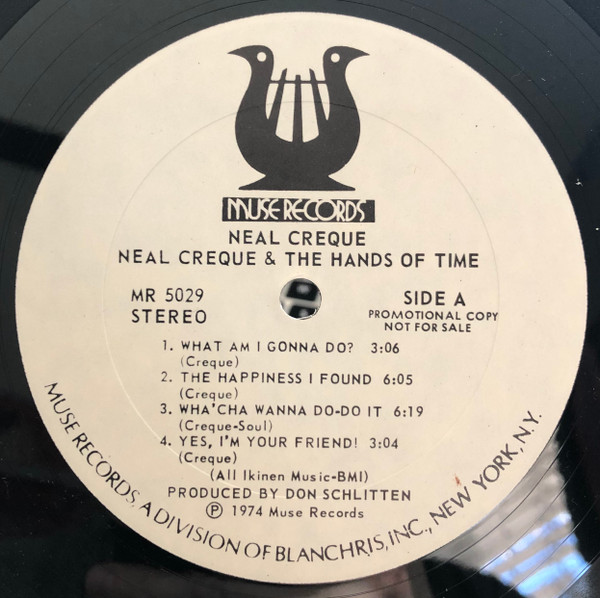 MUSE RECORDS
NEAL CREQUE
NEAL CREQUE & THE HANDS OF TIME
MR 5029
STEREO
SIDE A
PROMOTIONAL COPY
NOT FOR SALE
1. WHAT AM I GONNA DO? 3:06
(Creque)
2. THE HAPPINESS I FOUND 6:05
(Creque)
3. WHA'CHA WANNA DO-DO IT 6:19
(Creque-Soul)
4. YES, I'M YOUR FRIEND! 3:04
(Creque)
(All Ikinen Music-BMI)
PRODUCED BY DON SCHLITTEN
Ⓟ 1974 Muse Records
MUSE RECORDS, A DIVISION OF BLANCHRIS, INC., NEW YORK, N.Y.